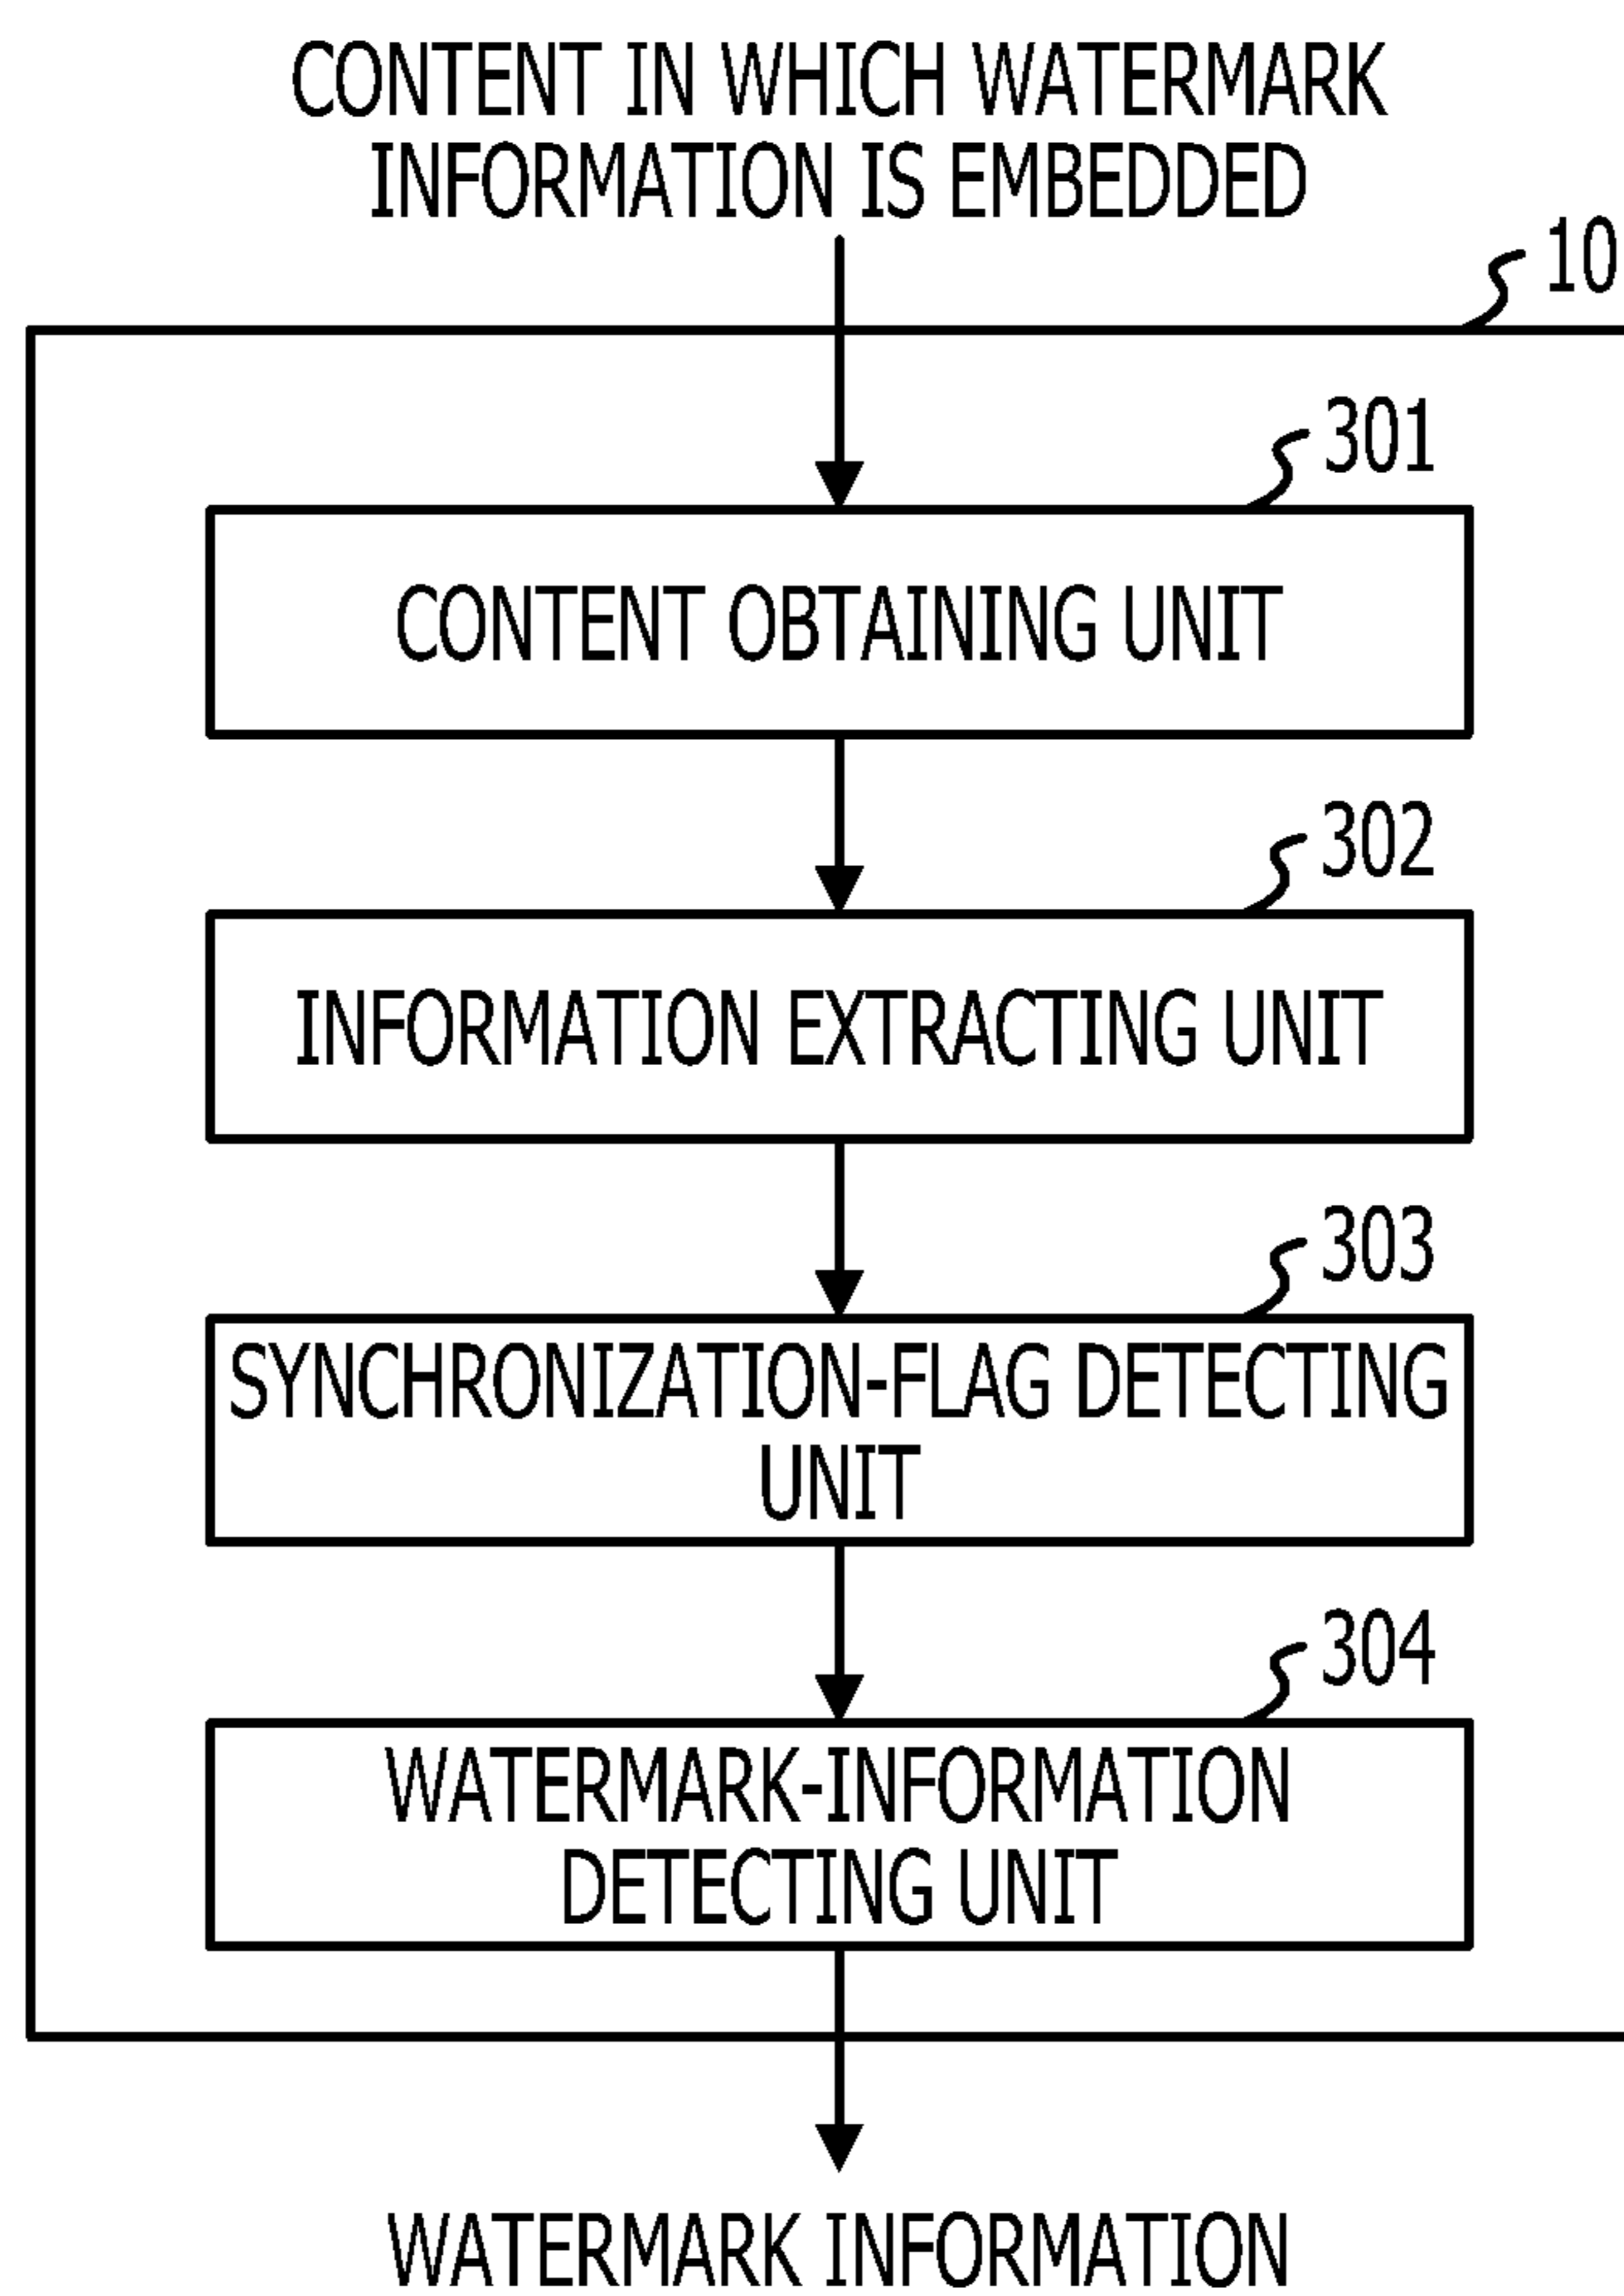 CONTENT IN WHICH WATERMARK
INFORMATION IS EMBEDDED
10
301
CONTENT OBTAINING UNIT
302
INFORMATION EXTRACTING UNIT
303
SYNCHRONIZATION-FLAG DETECTING
UNIT
304
WATERMARK-INFORMATION
DETECTING UNIT
WATERMARK INFORMATION